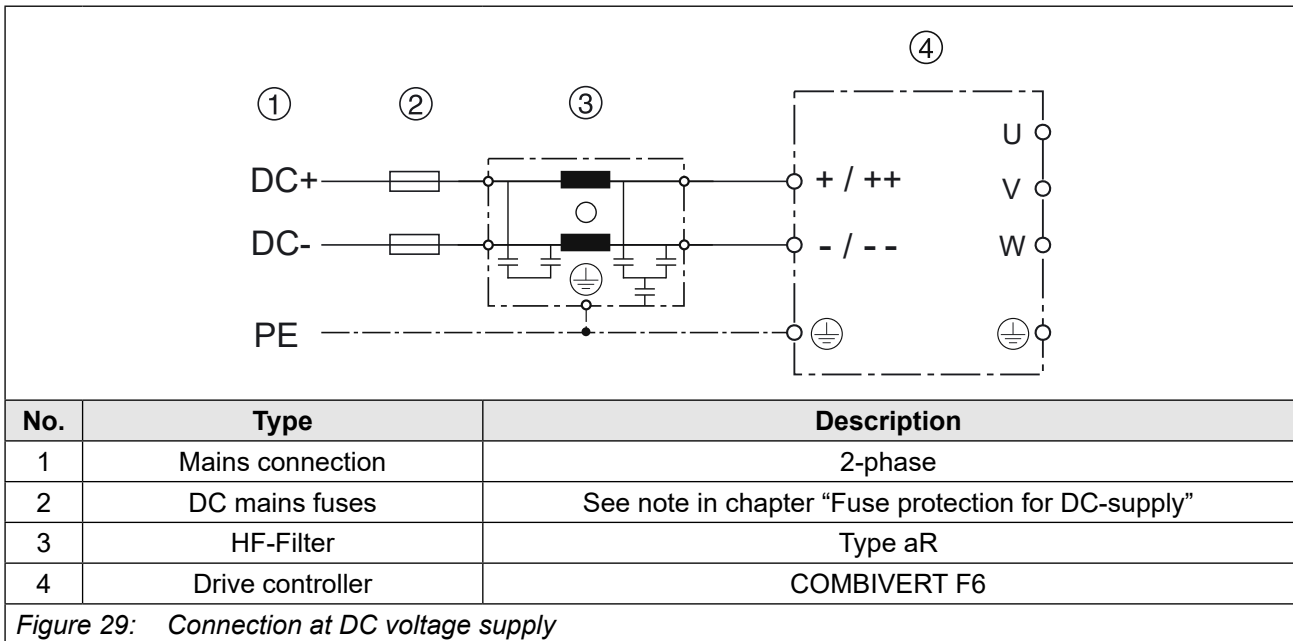 ④
① ② ③
U
DC+ + / ++ V
DC- - / - - W
PE
No. Type Description
1 Mains connection 2-phase
2 DC mains fuses See note in chapter “Fuse protection for DC-supply”
3 HF-Filter Type aR
4 Drive controller COMBIVERT F6
Figure 29: Connection at DC voltage supply